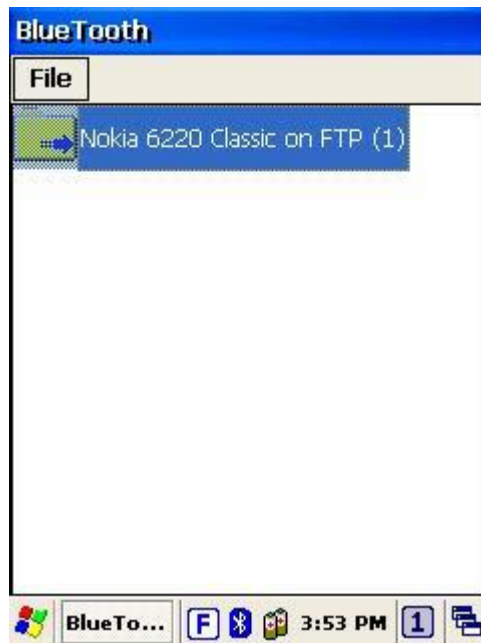 BlueTooth
File
Nokia 6220 Classic on FTP (1)
BlueTo... F 3:53 PM 1